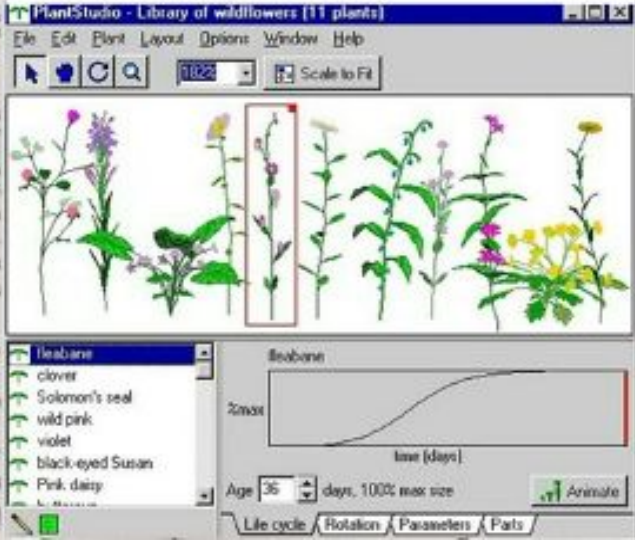 PlantStudio - Library of wildflowers (11 plants)
File Edit Plant Layout Options Window Help
182% Scale to Fit
fleabane
clover
Solomon's seal
wild pink
violet
black-eyed Susan
Pink daisy
fleabane
%max
time (days)
Age 36 days, 100% max size
Animate
Life cycle Rotation Parameters Parts